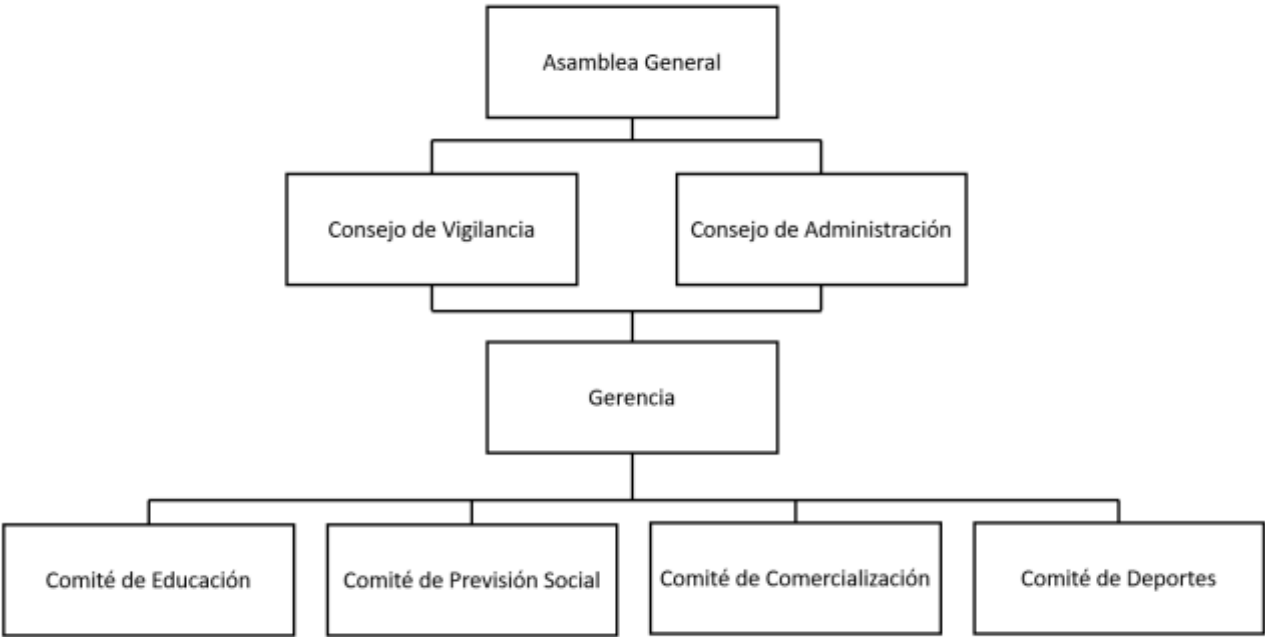 Asamblea General
Consejo de Vigilancia
Consejo de Administración
Gerencia
Comité de Educación
Comité de Previsión Social
Comité de Comercialización
Comité de Deportes